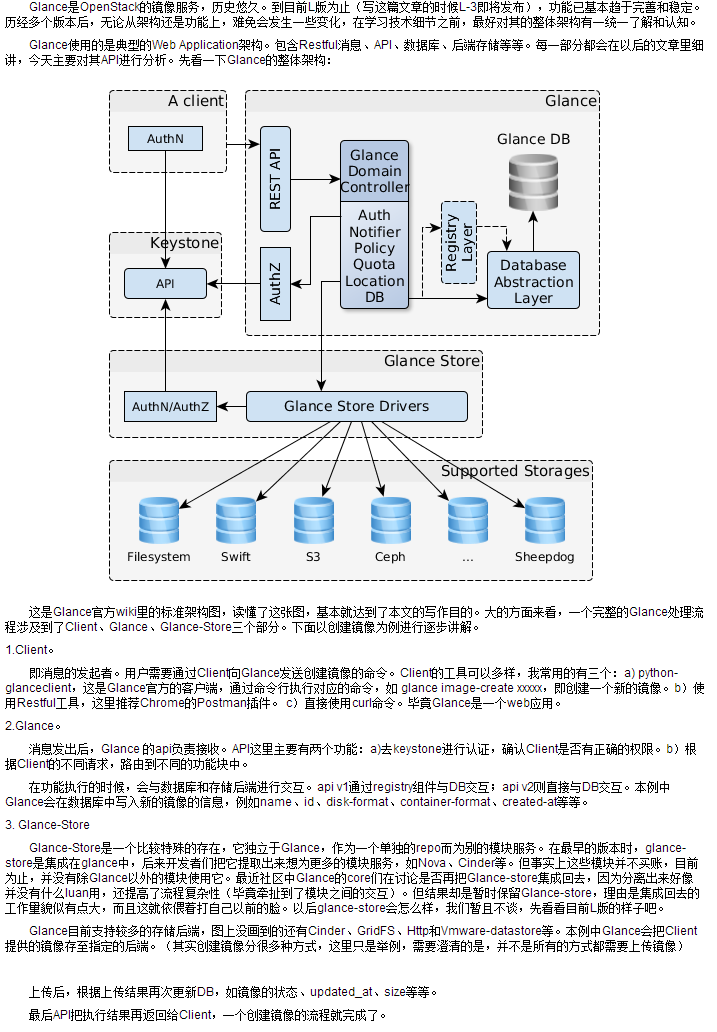 Glance是OpenStack的镜像服务，历史悠久。到目前L版为止（写这篇文章的时候L-3即将发布），功能已基本趋于完善和稳定。
历经多个版本后，无论从架构还是功能上，难免会发生一些变化，在学习技术细节之前，最好对其的整体架构有一统一了解和认知。
Glance使用的是典型的Web Application架构。包含Restful消息、API、数据库、后端存储等等。每一部分都会在以后的文章里细
讲，今天主要对其API进行分析。先看一下Glance的整体架构：
A client
AuthN
Glance
REST API
Glance
Domain
Controller
Auth
Notifier
Policy
Quota
Location
DB
Glance DB
Registry
Layer
Database
Abstraction
Layer
Keystone
API
AuthZ
Glance Store
AuthN/AuthZ
Glance Store Drivers
Supported Storages
Filesystem
Swift
S3
Ceph
...
Sheepdog
这是Glance官方wiki里的标准架构图，读懂了这张图，基本就达到了本文的写作目的。大的方面来看，一个完整的Glance处理流
程涉及到了Client、Glance、Glance-Store三个部分。下面以创建镜像为例进行逐步讲解。
1.Client。
即消息的发起者。用户需要通过Client向Glance发送创建镜像的命令。Client的工具可以多样，我常用的有三个：a) python-
glanceclient，这是Glance官方的客户端，通过命令行执行对应的命令，如 glance image-create xxxxx，即创建一个新的镜像。b）使
用Restful工具，这里推荐Chrome的Postman插件。 c）直接使用curl命令。毕竟Glance是一个web应用。
2.Glance。
消息发出后，Glance 的api负责接收。API这里主要有两个功能：a)去keystone进行认证，确认Client是否有正确的权限。b）根
据Client的不同请求，路由到不同的功能块中。
在功能执行的时候，会与数据库和存储后端进行交互。api v1通过registry组件与DB交互；api v2则直接与DB交互。本例中
Glance会在数据库中写入新的镜像的信息，例如name、id、disk-format、container-format、created-at等等。
3. Glance-Store
Glance-Store是一个比较特殊的存在，它独立于Glance，作为一个单独的repo而为别的模块服务。在最早的版本时，glance-
store是集成在glance中，后来开发者们把它提取出来想为更多的模块服务，如Nova、Cinder等。但事实上这些模块并不买账，目前
为止，并没有除Glance以外的模块使用它。最近社区中Glance的core们在讨论是否再把Glance-store集成回去，因为分离出来好像
并没有什么luan用，还提高了流程复杂性（毕竟牵扯到了模块之间的交互）。但结果却是暂时保留Glance-store，理由是集成回去的
工作量貌似有点大，而且这就依偎着打自己以前的脸。以后glance-store会怎么样，我们暂且不谈，先看看目前L版的样子吧。
Glance目前支持较多的存储后端，图上没画到的还有Cinder、GridFS、Http和Vmware-datastore等。本例中Glance会把Client
提供的镜像存至指定的后端。（其实创建镜像分很多种方式，这里只是举例，需要澄清的是，并不是所有的方式都需要上传镜像）
上传后，根据上传结果再次更新DB，如镜像的状态、updated_at、size等等。
最后API把执行结果再返回给Client，一个创建镜像的流程就完成了。